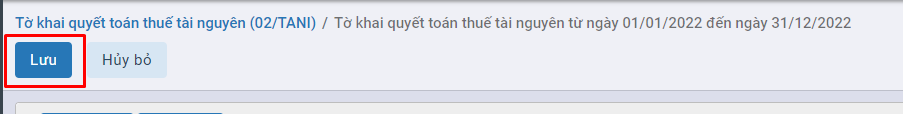 Tờ khai quyết toán thuế tài nguyên (02/TANI) / Tờ khai quyết toán thuế tài nguyên từ ngày 01/01/2022 đến ngày 31/12/2022
Lưu Hủy bỏ